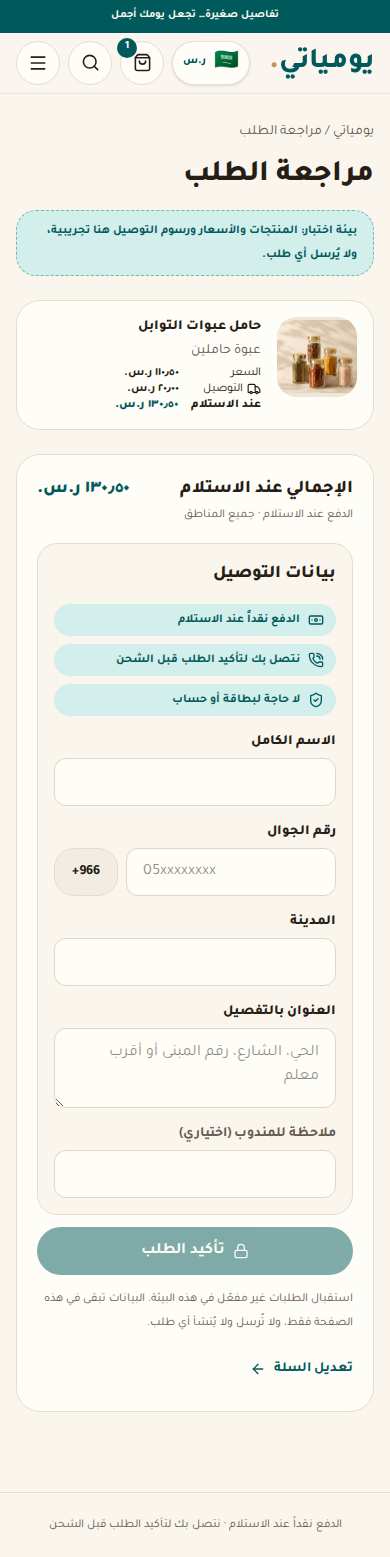 تفاصيل صغيرة… تجعل يومك أجمل
يومياتي.
ر.س
1
يومياتي / مراجعة الطلب
مراجعة الطلب
بيئة اختبار: المنتجات والأسعار ورسوم التوصيل هنا تجريبية،
ولا يُرسل أي طلب.
حامل عبوات التوابل
عبوة حاملين
السعر ١١٠٫٥٠ ر.س.
التوصيل ٢٠٫٠٠ ر.س.
عند الاستلام ١٣٠٫٥٠ ر.س.
الإجمالي عند الاستلام ١٣٠٫٥٠ ر.س.
الدفع عند الاستلام · جميع المناطق
بيانات التوصيل
الدفع نقداً عند الاستلام
نتصل بك لتأكيد الطلب قبل الشحن
لا حاجة لبطاقة أو حساب
الاسم الكامل
رقم الجوال
05xxxxxxxx
+966
المدينة
العنوان بالتفصيل
الحي، الشارع، رقم المبنى أو أقرب
معلم
ملاحظة للمندوب (اختياري)
تأكيد الطلب
استقبال الطلبات غير مفعّل في هذه البيئة. البيانات تبقى في هذه
الصفحة فقط، ولا تُرسل ولا يُنشأ أي طلب.
تعديل السلة
الدفع نقداً عند الاستلام · نتصل بك لتأكيد الطلب قبل الشحن